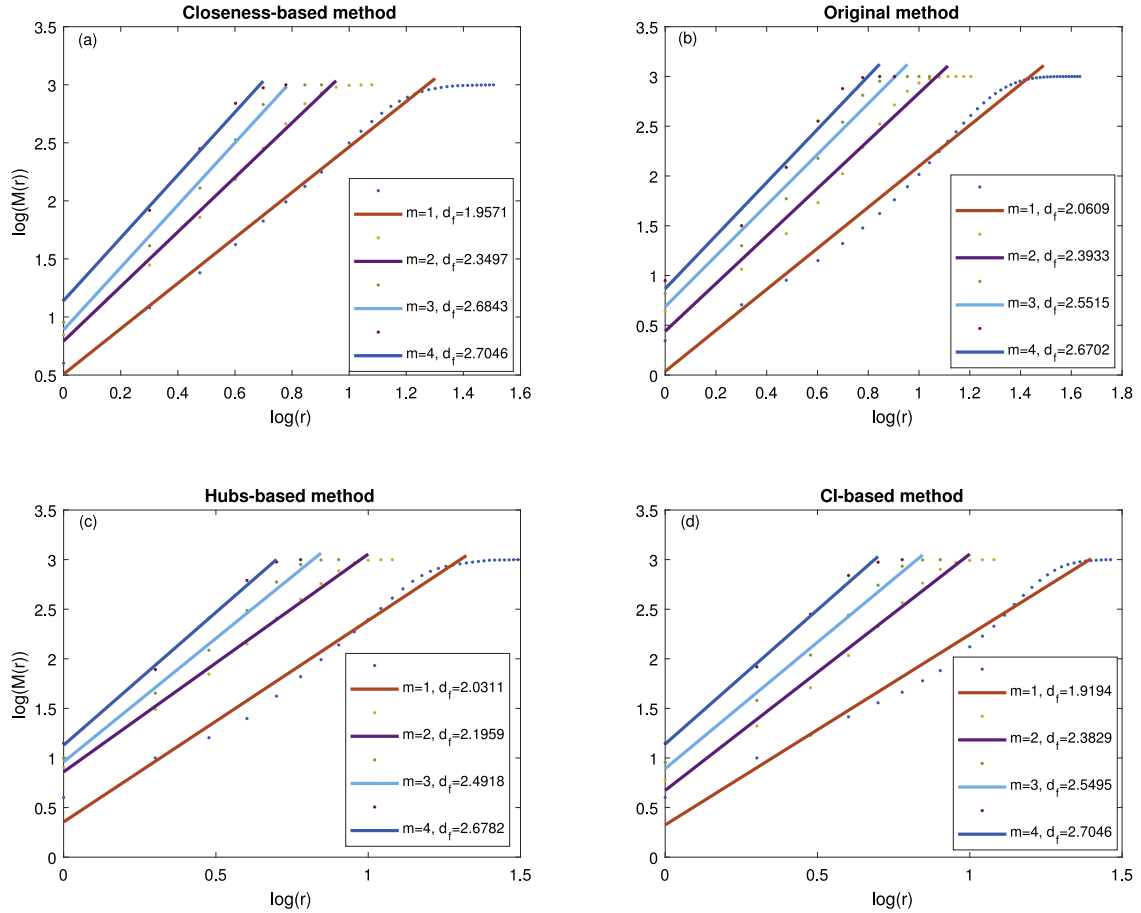 Closeness-based method
(a)
3.5
3
2.5
2
1.5
1
0.5
log(M(r))
0 0.2 0.4 0.6 0.8 1 1.2 1.4 1.6
log(r)
m=1, d_f=1.9571
m=2, d_f=2.3497
m=3, d_f=2.6843
m=4, d_f=2.7046
Original method
(b)
3.5
3
2.5
2
1.5
1
0.5
0
0 0.2 0.4 0.6 0.8 1 1.2 1.4 1.6 1.8
log(r)
m=1, d_f=2.0609
m=2, d_f=2.3933
m=3, d_f=2.5515
m=4, d_f=2.6702
Hubs-based method
(c)
3.5
3
2.5
2
1.5
1
0.5
0
log(M(r))
0 0.5 1 1.5
log(r)
m=1, d_f=2.0311
m=2, d_f=2.1959
m=3, d_f=2.4918
m=4, d_f=2.6782
CI-based method
(d)
3.5
3
2.5
2
1.5
1
0.5
0
0 0.5 1 1.5
log(r)
m=1, d_f=1.9194
m=2, d_f=2.3829
m=3, d_f=2.5495
m=4, d_f=2.7046